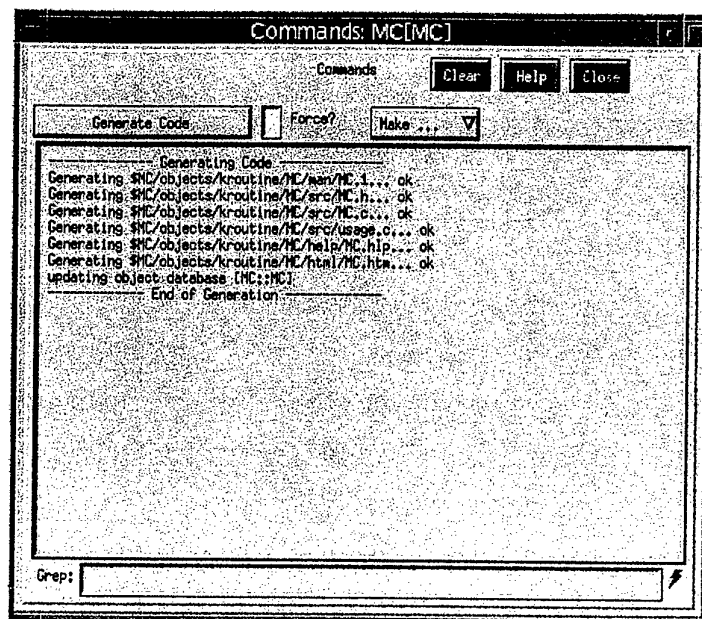 Commands: MC[MC]
Commands Clear Help Close
Generate Code Force? Make ...
Generating Code
Generating $MC/objects/kroutine/MC/man/MC.1... ok
Generating $MC/objects/kroutine/MC/src/MC.h... ok
Generating $MC/objects/kroutine/MC/src/MC.c... ok
Generating $MC/objects/kroutine/MC/src/usage.c... ok
Generating $MC/objects/kroutine/MC/help/MC.hlp... ok
Generating $MC/objects/kroutine/MC/html/MC.htm... ok
updating object database [MC::MC]
End of Generation
Grep: